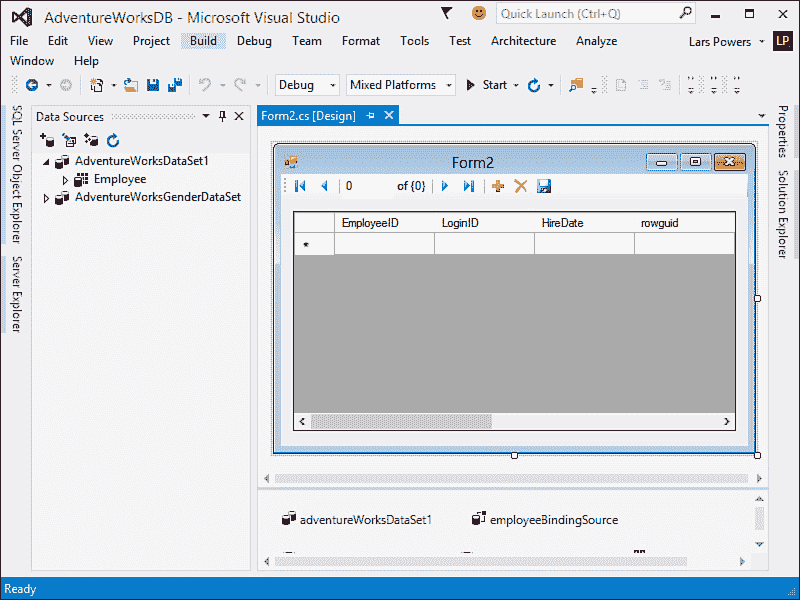 AdventureWorksDB - Microsoft Visual Studio
Quick Launch (Ctrl+Q)
File Edit View Project Build Debug Team Format Tools Test Architecture Analyze Lars Powers LP
Window Help
Debug Mixed Platforms Start
SQL Server Object Explorer
Server Explorer
Data Sources
AdventureWorksDataSet1
Employee
AdventureWorksGenderDataSet
Form2.cs [Design]
Form2
0 of {0}
EmployeeID LoginID HireDate rowguid
*
adventureWorksDataSet1 employeeBindingSource
Properties
Solution Explorer
Ready